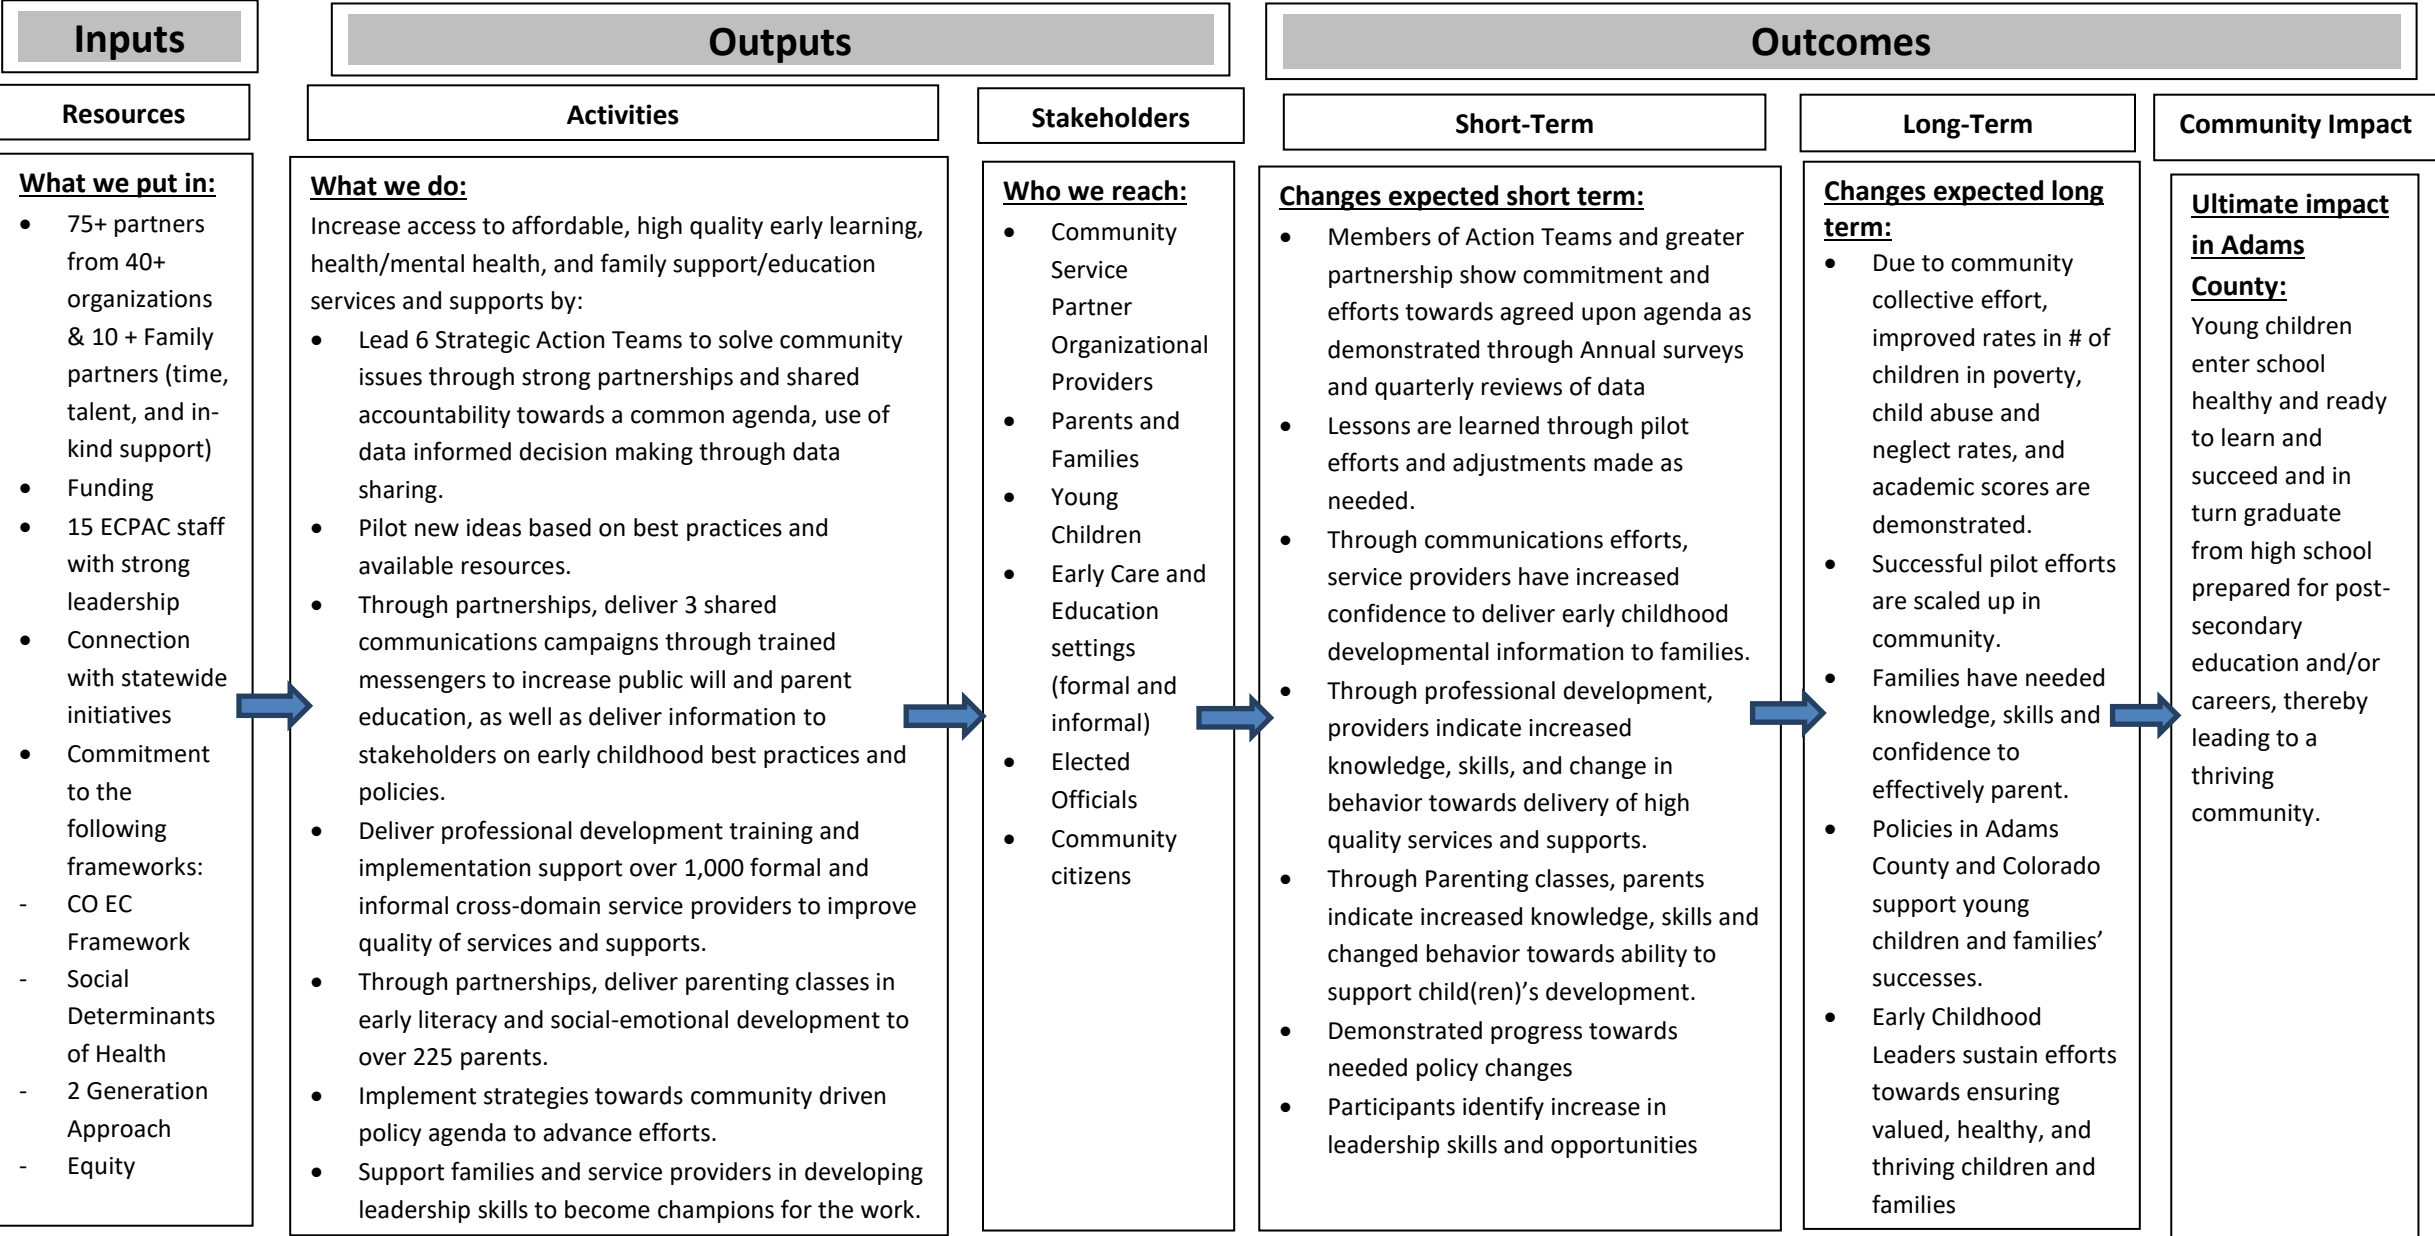 Inputs
Outputs
Outcomes
Resources
Activities
Stakeholders
Short-Term
Long-Term
Community Impact
What we put in:
• 75+ partners
from 40+
organizations
& 10 + Family
partners (time,
talent, and in-
kind support)
• Funding
• 15 ECPAC staff
with strong
leadership
• Connection
with statewide
initiatives
• Commitment
to the
following
frameworks:
- CO EC
Framework
- Social
Determinants
of Health
- 2 Generation
Approach
- Equity
What we do:
Increase access to affordable, high quality early learning,
health/mental health, and family support/education
services and supports by:
• Lead 6 Strategic Action Teams to solve community
issues through strong partnerships and shared
accountability towards a common agenda, use of
data informed decision making through data
sharing.
• Pilot new ideas based on best practices and
available resources.
• Through partnerships, deliver 3 shared
communications campaigns through trained
messengers to increase public will and parent
education, as well as deliver information to
stakeholders on early childhood best practices and
policies.
• Deliver professional development training and
implementation support over 1,000 formal and
informal cross-domain service providers to improve
quality of services and supports.
• Through partnerships, deliver parenting classes in
early literacy and social-emotional development to
over 225 parents.
• Implement strategies towards community driven
policy agenda to advance efforts.
• Support families and service providers in developing
leadership skills to become champions for the work.
Who we reach:
• Community
Service
Partner
Organizational
Providers
• Parents and
Families
• Young
Children
• Early Care and
Education
settings
(formal and
informal)
• Elected
Officials
• Community
citizens
Changes expected short term:
• Members of Action Teams and greater
partnership show commitment and
efforts towards agreed upon agenda as
demonstrated through Annual surveys
and quarterly reviews of data
• Lessons are learned through pilot
efforts and adjustments made as
needed.
• Through communications efforts,
service providers have increased
confidence to deliver early childhood
developmental information to families.
• Through professional development,
providers indicate increased
knowledge, skills, and change in
behavior towards delivery of high
quality services and supports.
• Through Parenting classes, parents
indicate increased knowledge, skills and
changed behavior towards ability to
support child(ren)’s development.
• Demonstrated progress towards
needed policy changes
• Participants identify increase in
leadership skills and opportunities
Changes expected long
term:
• Due to community
collective effort,
improved rates in # of
children in poverty,
child abuse and
neglect rates, and
academic scores are
demonstrated.
• Successful pilot efforts
are scaled up in
community.
• Families have needed
knowledge, skills and
confidence to
effectively parent.
• Policies in Adams
County and Colorado
support young
children and families’
successes.
• Early Childhood
Leaders sustain efforts
towards ensuring
valued, healthy, and
thriving children and
families
Ultimate impact
in Adams
County:
Young children
enter school
healthy and ready
to learn and
succeed and in
turn graduate
from high school
prepared for post-
secondary
education and/or
careers, thereby
leading to a
thriving
community.